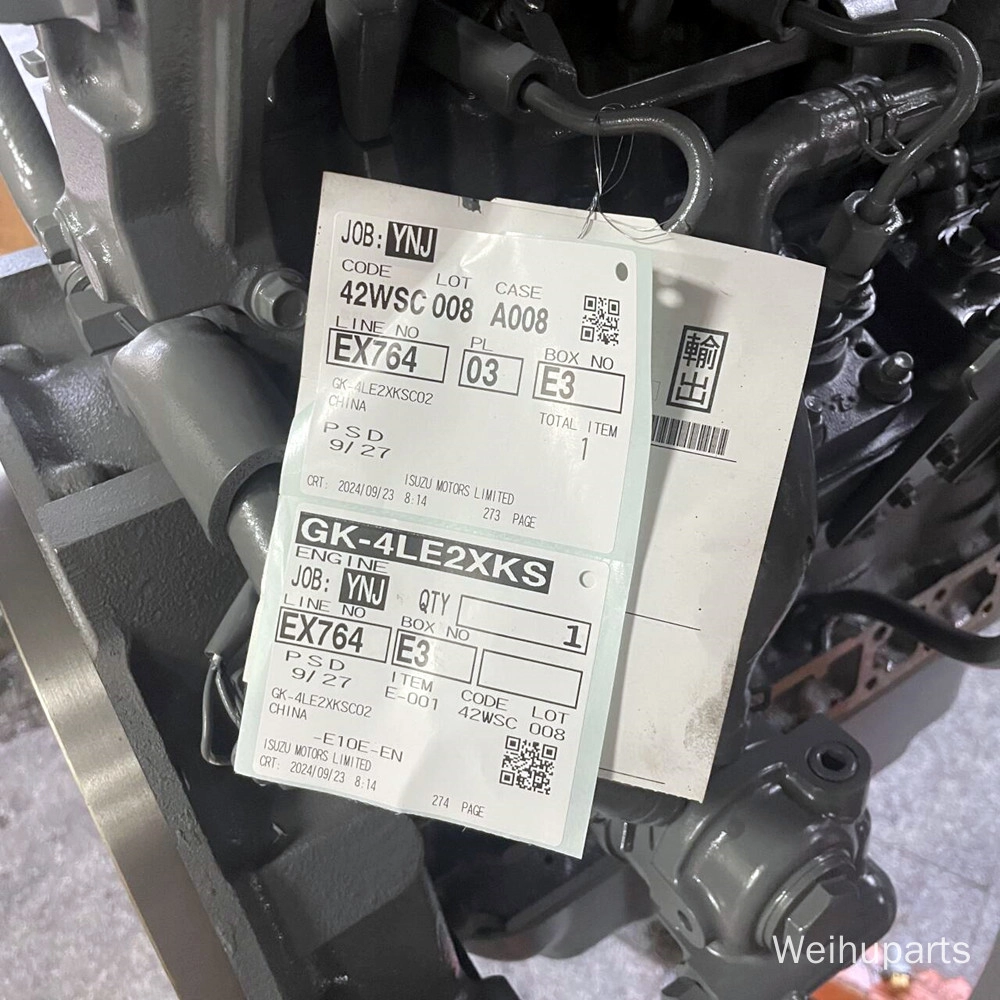 JOB: YNJ
CODE LOT CASE
42WSC 008 A008
LINE NO PL BOX NO
EX764 03 E3
GK-4LE2XKSC02
CHINA
TOTAL ITEM
1
PSD
9/27
ISUZU MOTORS LIMITED
CRT: 2024/09/23 8:14
273 PAGE
輸出
GK-4LE2XKS
ENGINE
JOB: YNJ QTY 1
LINE NO BOX NO
EX764 E3
PSD
9/27
ITEM CODE LOT
E-001 42WSC 008
GK-4LE2XKSC02
CHINA
-E10E-EN
ISUZU MOTORS LIMITED
CRT: 2024/09/23 8:14
274 PAGE
Weihuparts